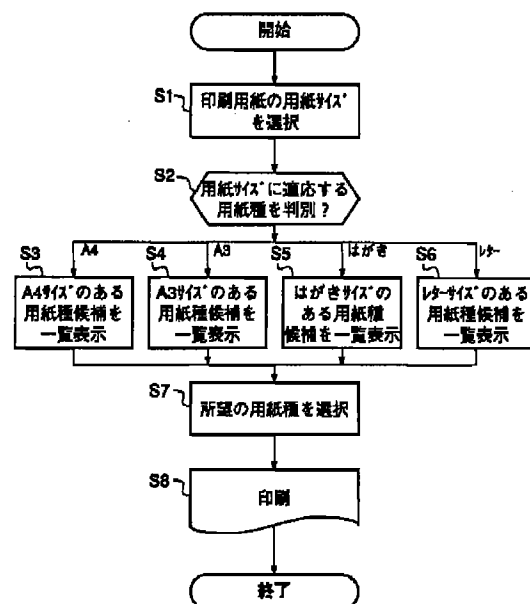 開始
S1
印刷用紙の用紙サイズ
を選択
S2
用紙サイズに適応する
用紙種を判別?
A4
A3
はがき
レター
S3
A4サイズのある
用紙種候補を
一覧表示
S4
A3サイズのある
用紙種候補を
一覧表示
S5
はがきサイズの
ある用紙種
候補を一覧表示
S6
レターサイズのある
用紙種候補を
一覧表示
S7
所望の用紙種を選択
S8
印刷
終了